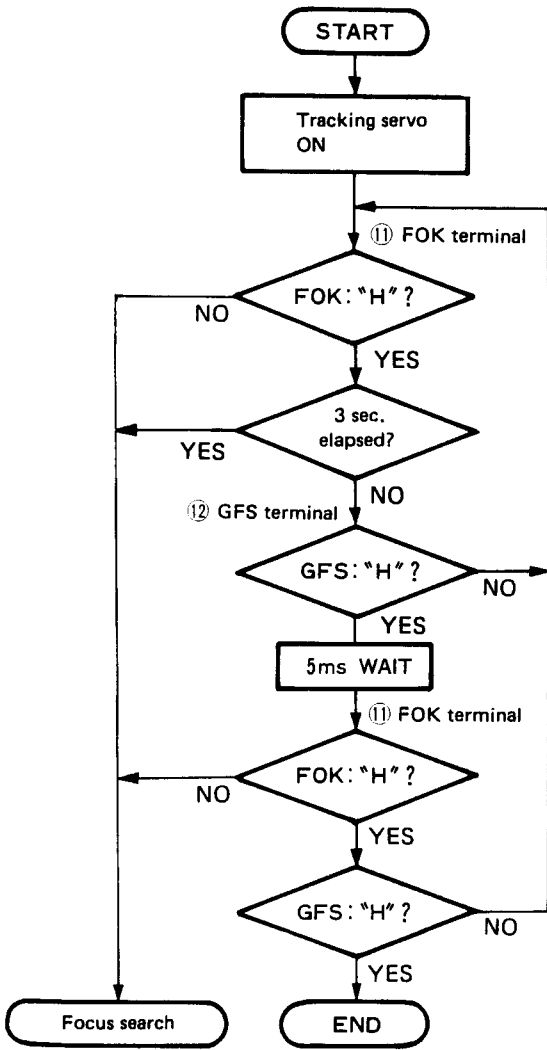 START
Tracking servo
ON
⑪ FOK terminal
FOK: "H" ?
NO
YES
3 sec.
elapsed?
YES
NO
⑫ GFS terminal
GFS: "H" ?
NO
YES
5ms WAIT
⑪ FOK terminal
FOK: "H" ?
NO
YES
GFS: "H" ?
NO
YES
Focus search
END